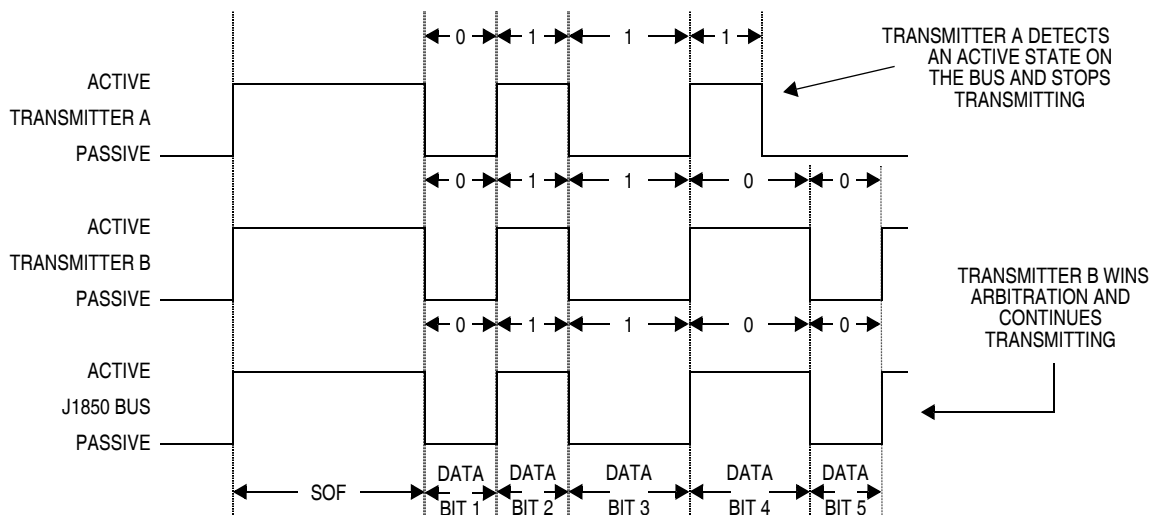 0 1 1 1
TRANSMITTER A DETECTS
AN ACTIVE STATE ON
THE BUS AND STOPS
TRANSMITTING
ACTIVE
TRANSMITTER A
PASSIVE
0 1 1 0 0
ACTIVE
TRANSMITTER B
PASSIVE
TRANSMITTER B WINS
ARBITRATION AND
CONTINUES
TRANSMITTING
0 1 1 0 0
ACTIVE
J1850 BUS
PASSIVE
SOF
DATA
BIT 1
DATA
BIT 2
DATA
BIT 3
DATA
BIT 4
DATA
BIT 5